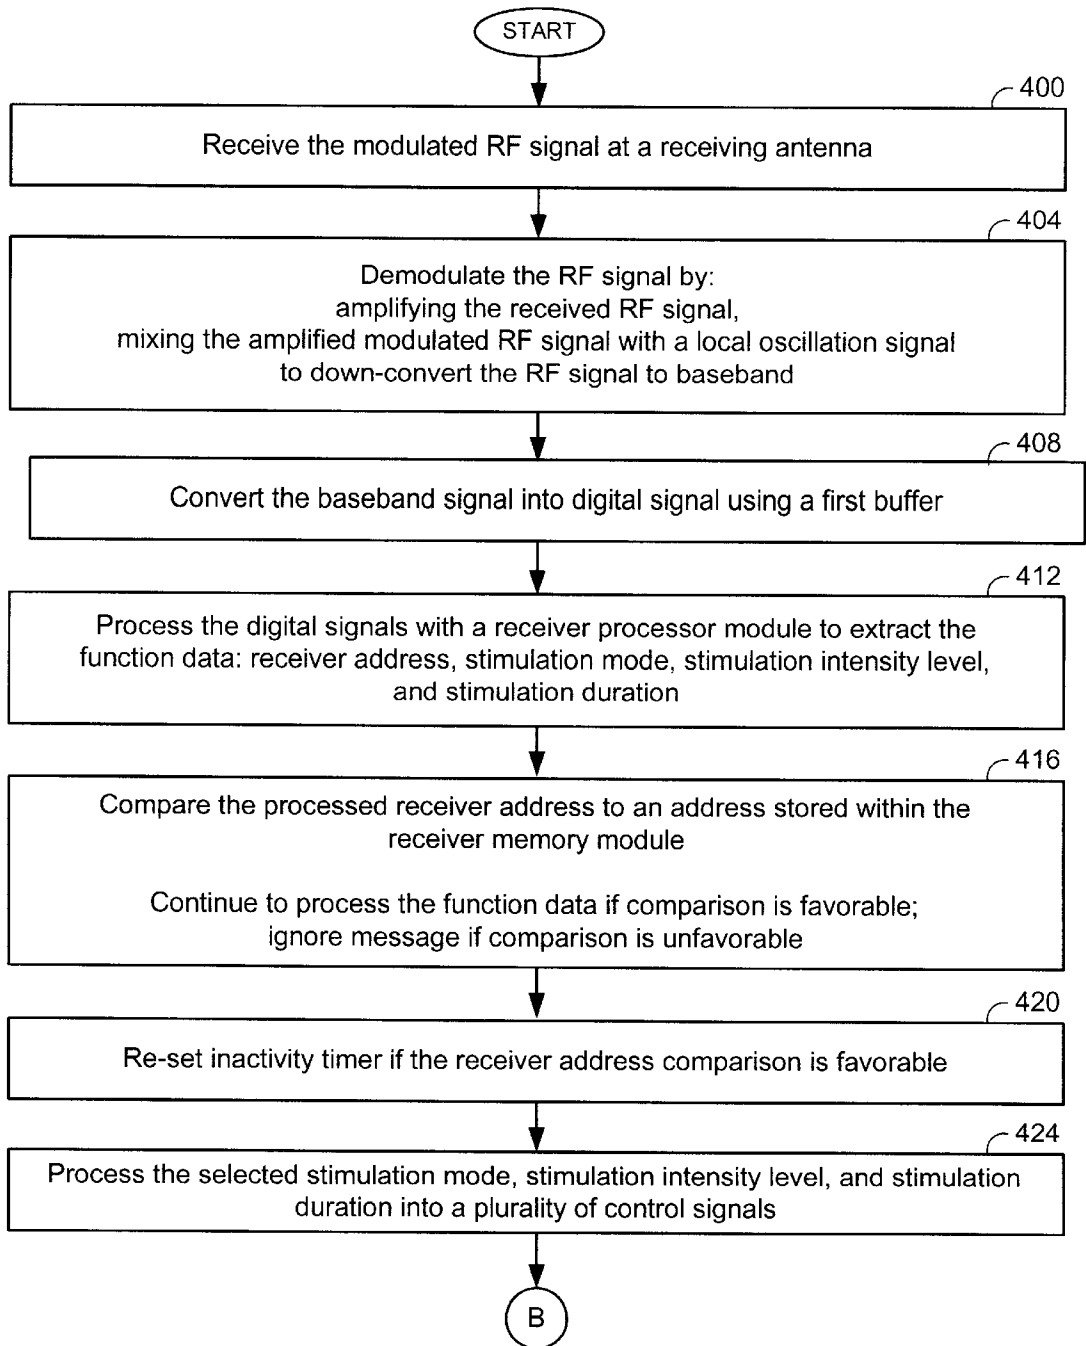 START
400
Receive the modulated RF signal at a receiving antenna
404
Demodulate the RF signal by:
amplifying the received RF signal,
mixing the amplified modulated RF signal with a local oscillation signal
to down-convert the RF signal to baseband
408
Convert the baseband signal into digital signal using a first buffer
412
Process the digital signals with a receiver processor module to extract the
function data: receiver address, stimulation mode, stimulation intensity level,
and stimulation duration
416
Compare the processed receiver address to an address stored within the
receiver memory module
Continue to process the function data if comparison is favorable;
ignore message if comparison is unfavorable
420
Re-set inactivity timer if the receiver address comparison is favorable
424
Process the selected stimulation mode, stimulation intensity level, and stimulation
duration into a plurality of control signals
B